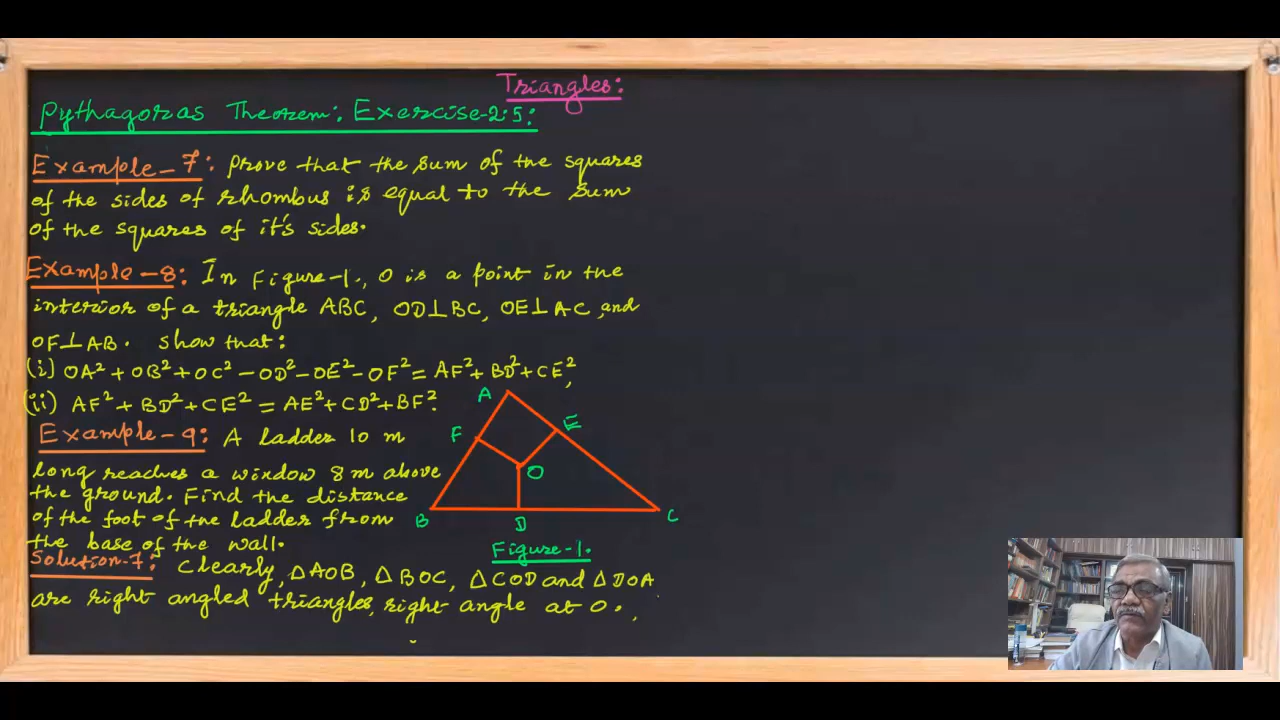 Triangles:
Pythagoras Theorem: Exercise-2.5:
Example-7: Prove that the sum of the squares
of the sides of rhombus is equal to the sum
of the squares of it's sides.
Example-8: In Figure-1., O is a point in the
interior of a triangle ABC, OD⊥BC, OE⊥AC, and
OF⊥AB. show that:
(i) OA²+OB²+OC²-OD²-OE²-OF²=AF²+BD²+CE²,
(ii) AF²+BD²+CE²=AE²+CD²+BF².
A
F
E
O
B
D
C
Figure-1.
Example-9: A ladder 10 m
long reaches a window 8 m above
the ground. Find the distance
of the foot of the ladder from
the base of the wall.
Solution-7: Clearly, △AOB, △BOC, △COD and △DOA
are right angled triangles, right angle at O.,